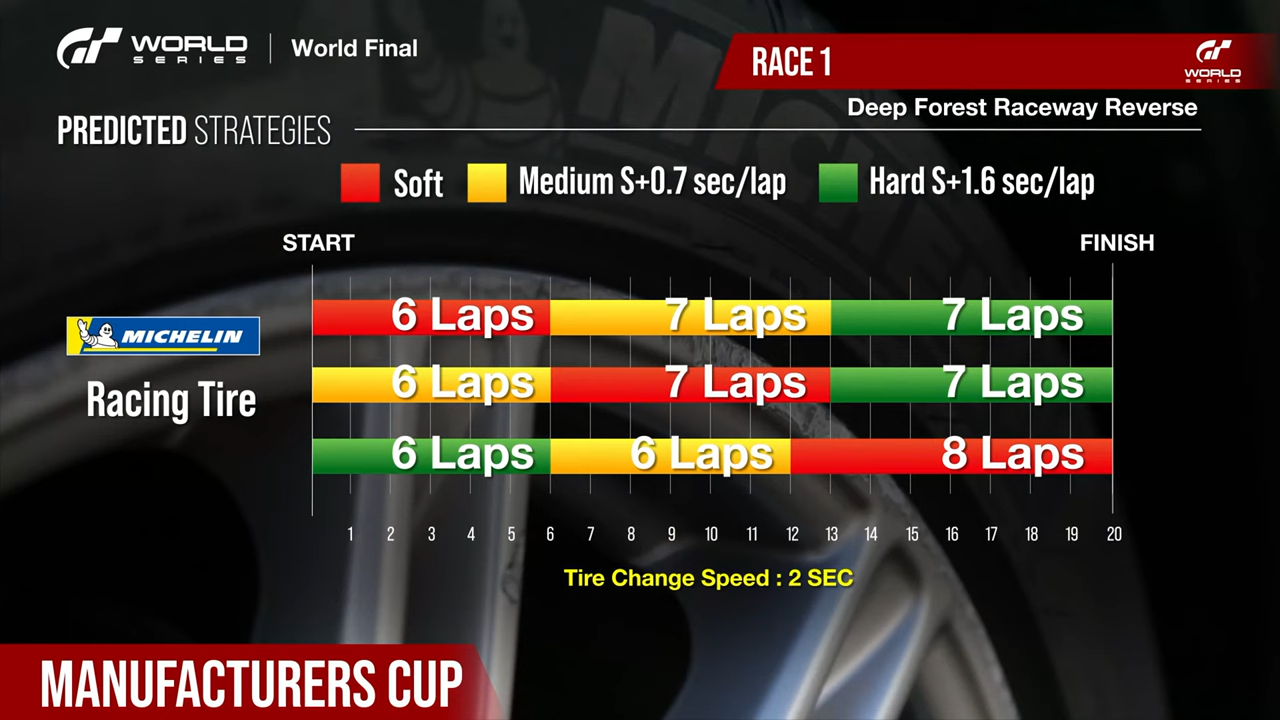 GT WORLD SERIES | World Final
RACE 1
GT WORLD SERIES
Deep Forest Raceway Reverse
PREDICTED STRATEGIES
Soft
Medium S+0.7 sec/lap
Hard S+1.6 sec/lap
START
FINISH
MICHELIN
Racing Tire
6 Laps 7 Laps 7 Laps
6 Laps 7 Laps 7 Laps
6 Laps 6 Laps 8 Laps
1 2 3 4 5 6 7 8 9 10 11 12 13 14 15 16 17 18 19 20
Tire Change Speed : 2 SEC
MANUFACTURERS CUP
MICHELIN